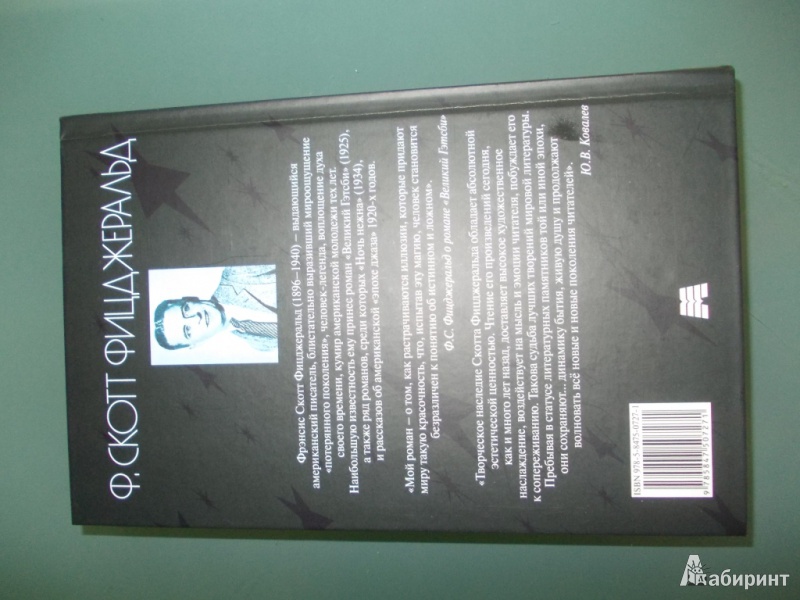 Ф. СКОТТ ФИЦДЖЕРАЛЬД
Фрэнсис Скотт Фицджеральд (1896–1940) – выдающийся
американский писатель, блистательно выразивший мироощущение
«потерянного поколения», человек-легенда, воплощение духа
своего времени, кумир американской молодежи тех лет.
Наибольшую известность ему принес роман «Великий Гэтсби» (1925),
а также ряд романов, среди которых «Ночь нежна» (1934),
и рассказов об американской «эпохе джаза» 1920-х годов.
«Мой роман – о том, как растрачиваются иллюзии, которые придают
миру такую красочность, что, испытав эту магию, человек становится
безразличен к понятию об истинном и ложном».
Ф.С. Фицджеральд о романе «Великий Гэтсби»
«Творческое наследие Скотта Фицджеральда обладает абсолютной
эстетической ценностью. Чтение его произведений сегодня,
как и много лет назад, доставляет высокое художественное
наслаждение, воздействует на мысль и эмоции читателя, побуждает его
к сопереживанию. Такова судьба лучших творений мировой литературы.
Пребывая в статусе литературных памятников той или иной эпохи,
они сохраняют... динамику бытия, живую душу и продолжают
волновать всё новые и новые поколения читателей».
Ю.В. Ковалев
ISBN 978-5-8475-0727-1
9 785847 507271
Лабиринт